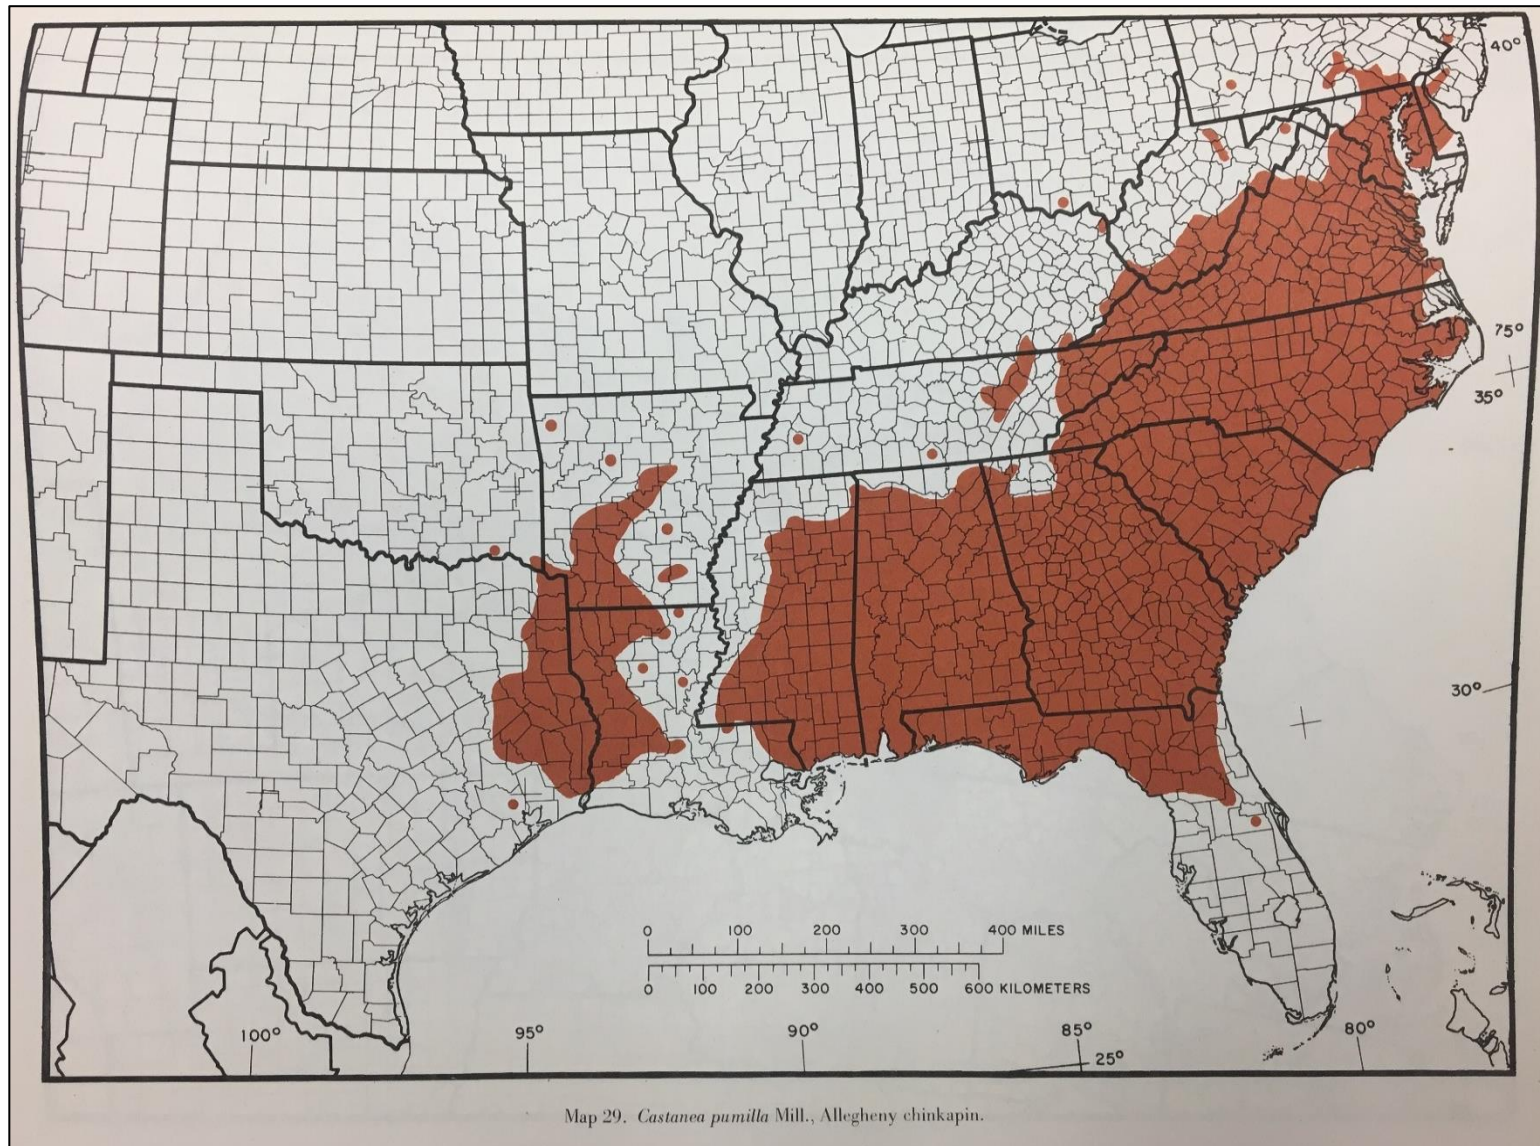 40°
75°
35°
30°
0 100 200 300 400 MILES
0 100 200 300 400 500 600 KILOMETERS
100° 95° 90° 85° 80°
25°
Map 29. Castanea pumilla Mill., Allegheny chinkapin.